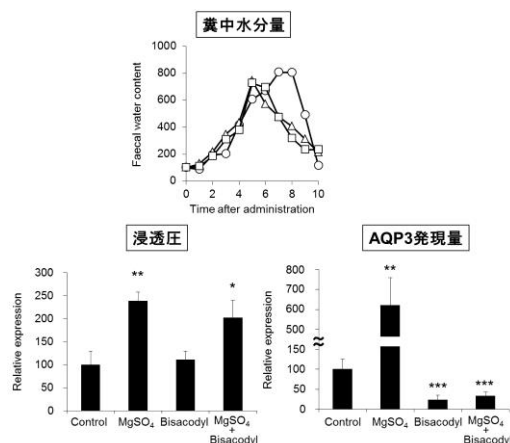 糞中水分量
Faecal water content
1000
800
600
400
200
0
0 2 4 6 8 10
Time after administration
浸透圧
Relative expression
300
250
200
150
100
50
0
** *
Control MgSO₄ Bisacodyl MgSO₄ + Bisacodyl
AQP3発現量
Relative expression
800
700
600
500
≈ ≈
150
100
50
0
** *** ***
Control MgSO₄ Bisacodyl MgSO₄ + Bisacodyl